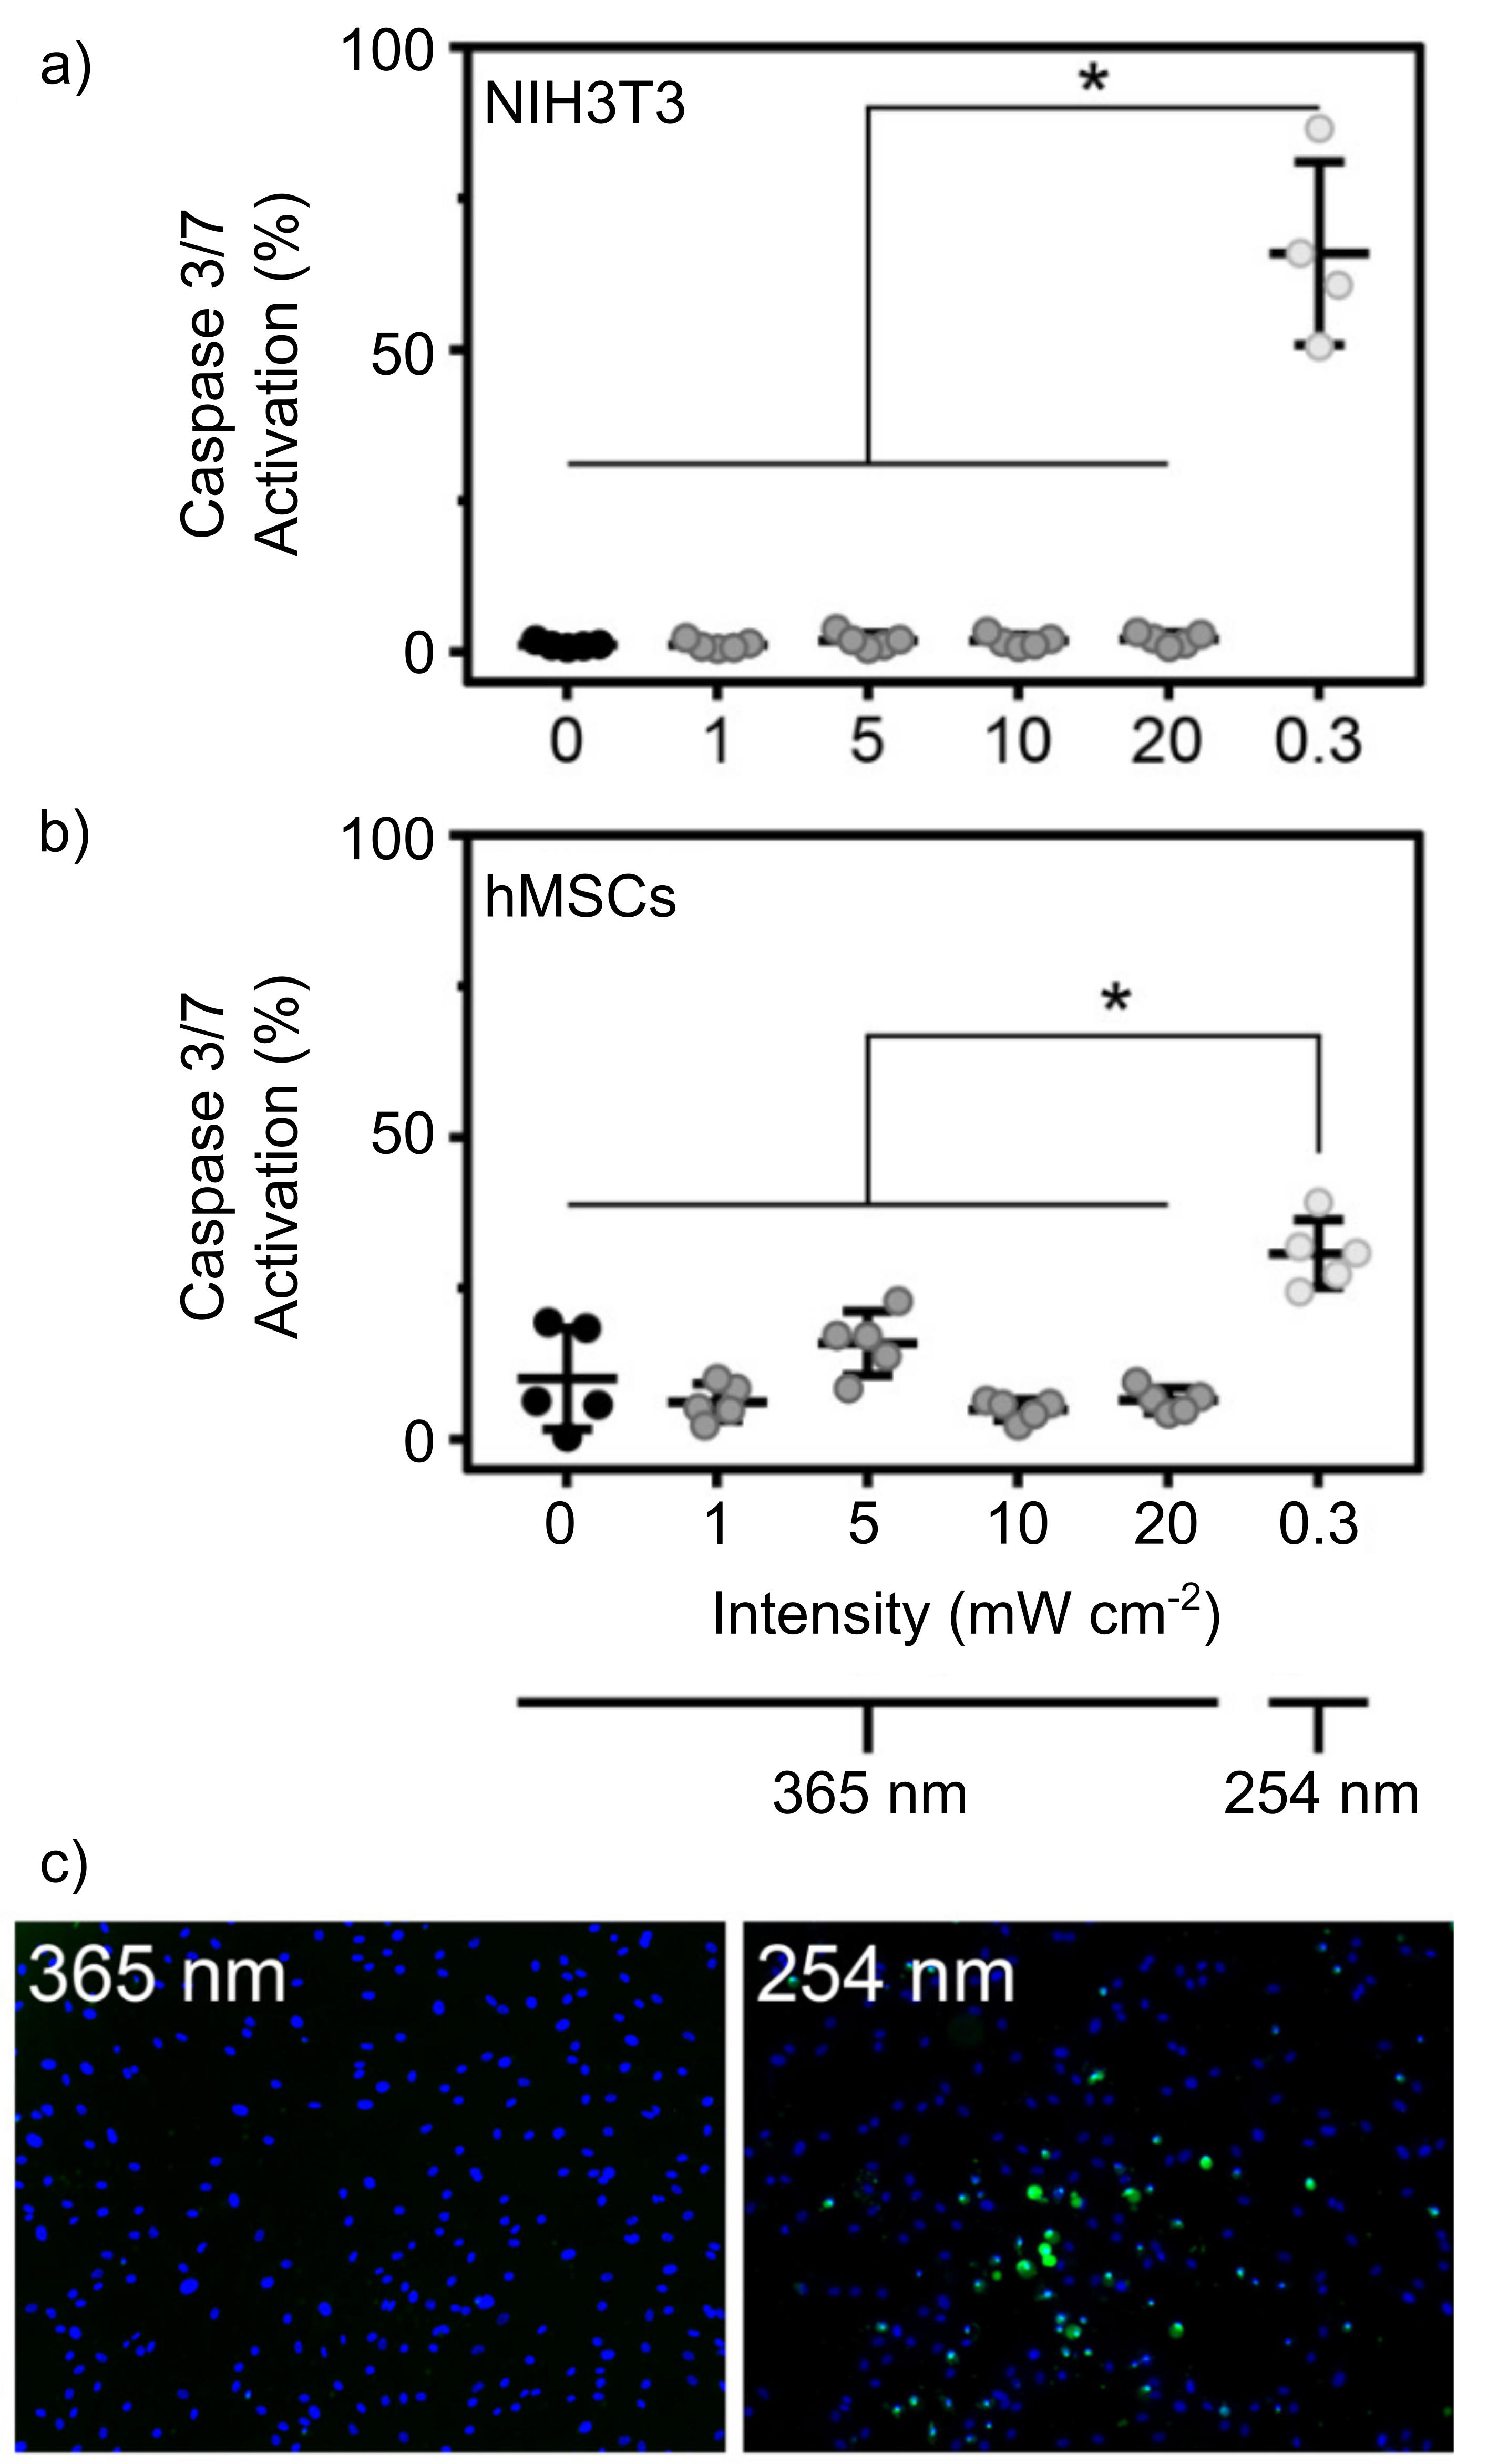 a)
100
NIH3T3
*
Caspase 3/7
Activation (%)
50
0
0 1 5 10 20 0.3
b)
100
hMSCs
*
Caspase 3/7
Activation (%)
50
0
0 1 5 10 20 0.3
Intensity (mW cm-2)
365 nm 254 nm
c)
365 nm 254 nm